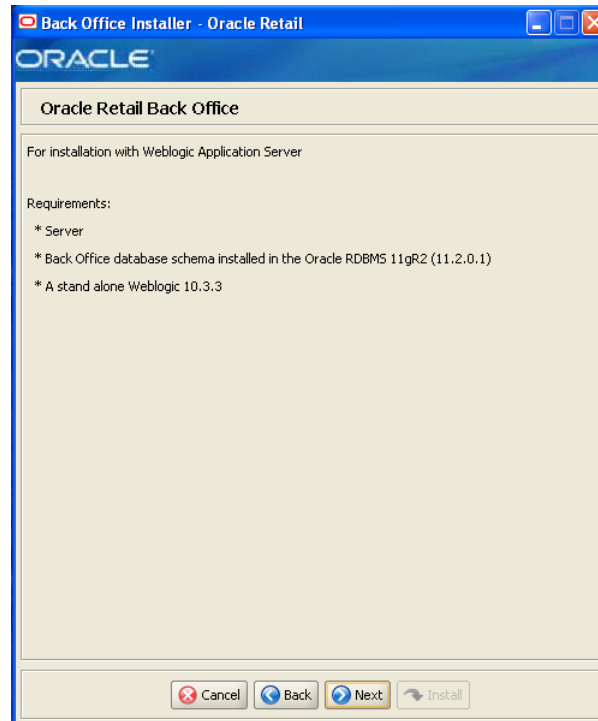 Back Office Installer - Oracle Retail
ORACLE
Oracle Retail Back Office
For installation with Weblogic Application Server
Requirements:
* Server
* Back Office database schema installed in the Oracle RDBMS 11gR2 (11.2.0.1)
* A stand alone Weblogic 10.3.3
Cancel Back Next Install